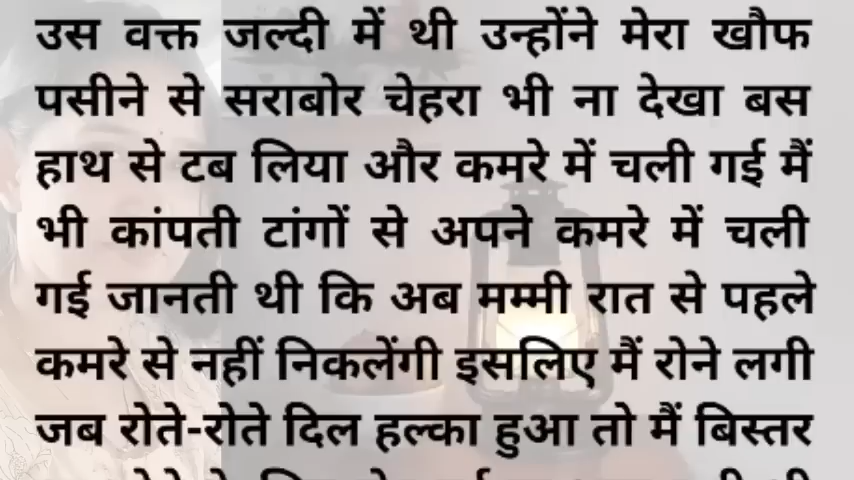 उस वक्त जल्दी में थी उन्होंने मेरा खौफ
पसीने से सराबोर चेहरा भी ना देखा बस
हाथ से टब लिया और कमरे में चली गई मैं
भी कांपती टांगों से अपने कमरे में चली
गई जानती थी कि अब मम्मी रात से पहले
कमरे से नहीं निकलेंगी इसलिए मैं रोने लगी
जब रोते-रोते दिल हल्का हुआ तो मैं बिस्तर